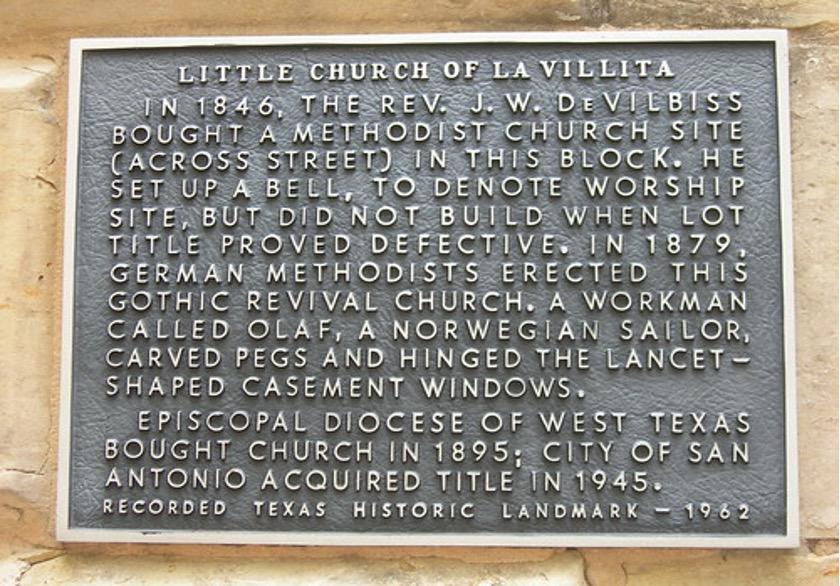 LITTLE CHURCH OF LA VILLITA
IN 1846, THE REV. J. W. DEVILBISS
BOUGHT A METHODIST CHURCH SITE
(ACROSS STREET) IN THIS BLOCK. HE
SET UP A BELL, TO DENOTE WORSHIP
SITE, BUT DID NOT BUILD WHEN LOT
TITLE PROVED DEFECTIVE. IN 1879,
GERMAN METHODISTS ERECTED THIS
GOTHIC REVIVAL CHURCH. A WORKMAN
CALLED OLAF, A NORWEGIAN SAILOR,
CARVED PEGS AND HINGED THE LANCET-
SHAPED CASEMENT WINDOWS.
EPISCOPAL DIOCESE OF WEST TEXAS
BOUGHT CHURCH IN 1895; CITY OF SAN
ANTONIO ACQUIRED TITLE IN 1945.
RECORDED TEXAS HISTORIC LANDMARK - 1962